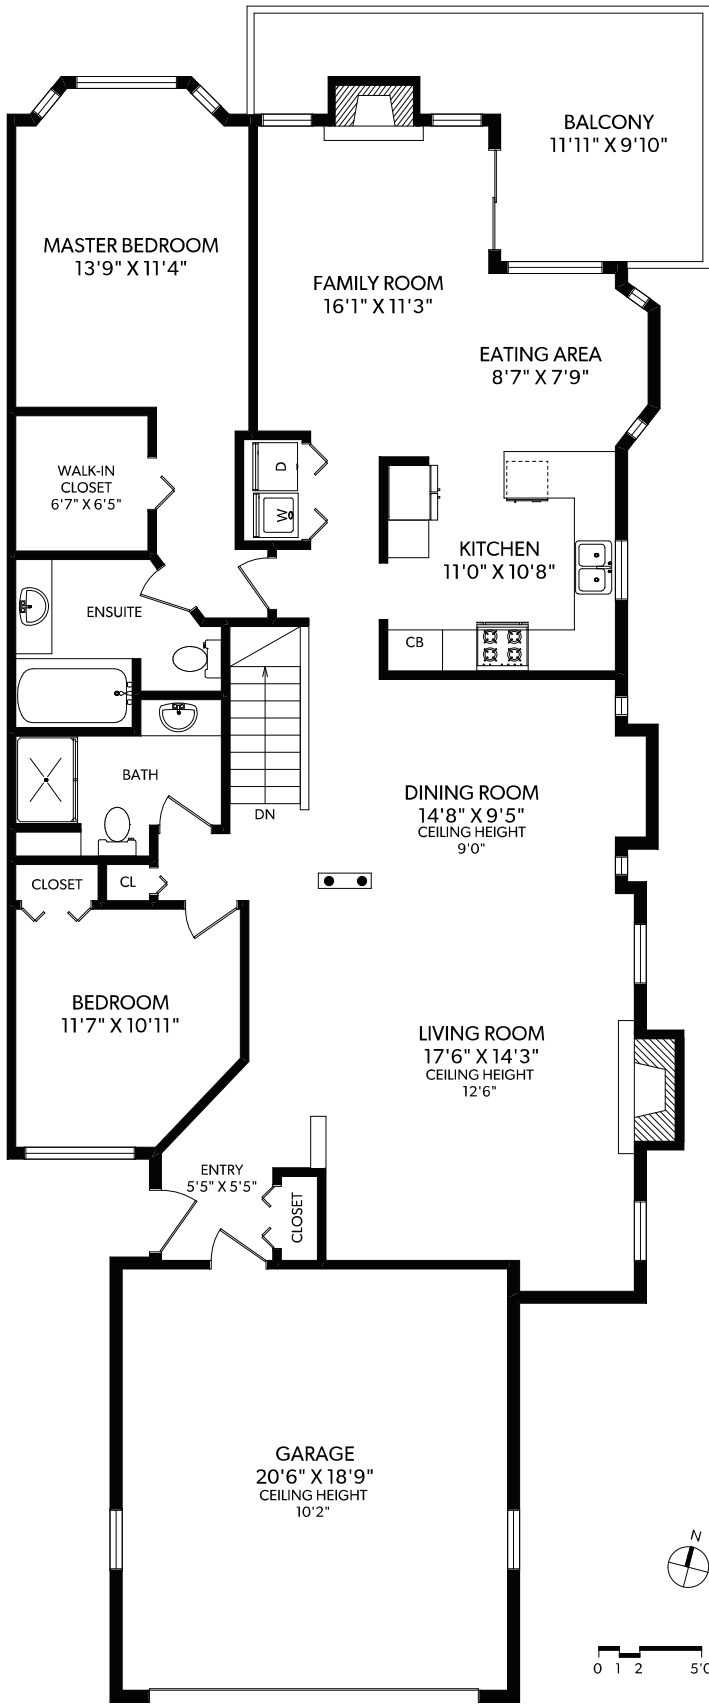 BALCONY
11'11" X 9'10"
MASTER BEDROOM
13'9" X 11'4"
FAMILY ROOM
16'1" X 11'3"
EATING AREA
8'7" X 7'9"
WALK-IN
CLOSET
6'7" X 6'5"
D
W
KITCHEN
11'0" X 10'8"
ENSUITE
CB
BATH
DN
DINING ROOM
14'8" X 9'5"
CEILING HEIGHT
9'0"
CLOSET
CL
BEDROOM
11'7" X 10'11"
LIVING ROOM
17'6" X 14'3"
CEILING HEIGHT
12'6"
ENTRY
5'5" X 5'5"
CLOSET
GARAGE
20'6" X 18'9"
CEILING HEIGHT
10'2"
N
0 1 2 5'0